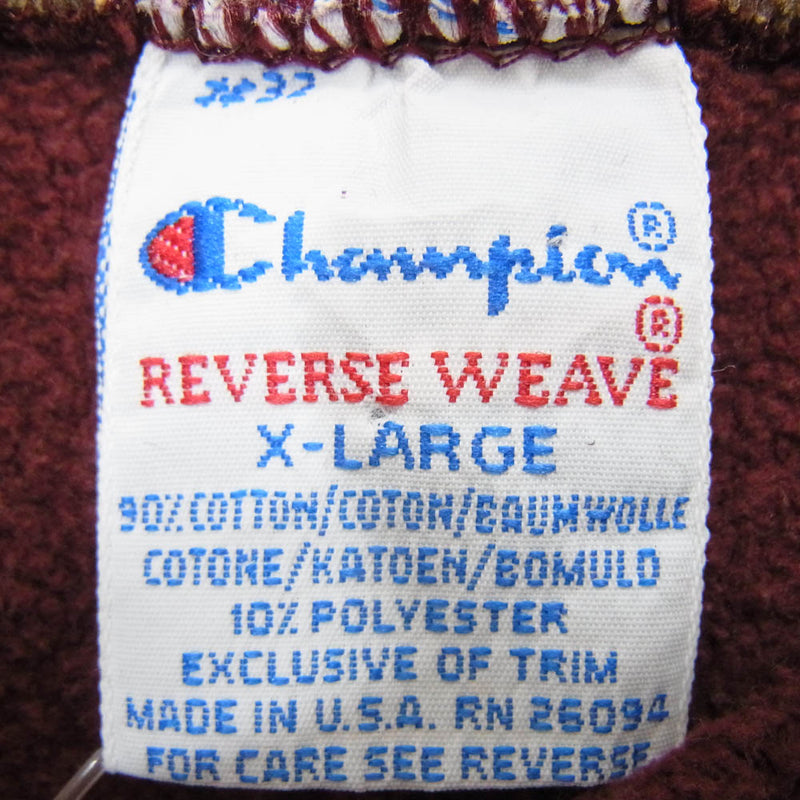 #37
Champion®
REVERSE WEAVE®
X-LARGE
90% COTTON/COTON/BAUMWOLLE
COTONE/KATOEN/BOMULD
10% POLYESTER
EXCLUSIVE OF TRIM
MADE IN U.S.A. RN 26094
FOR CARE SEE REVERSE